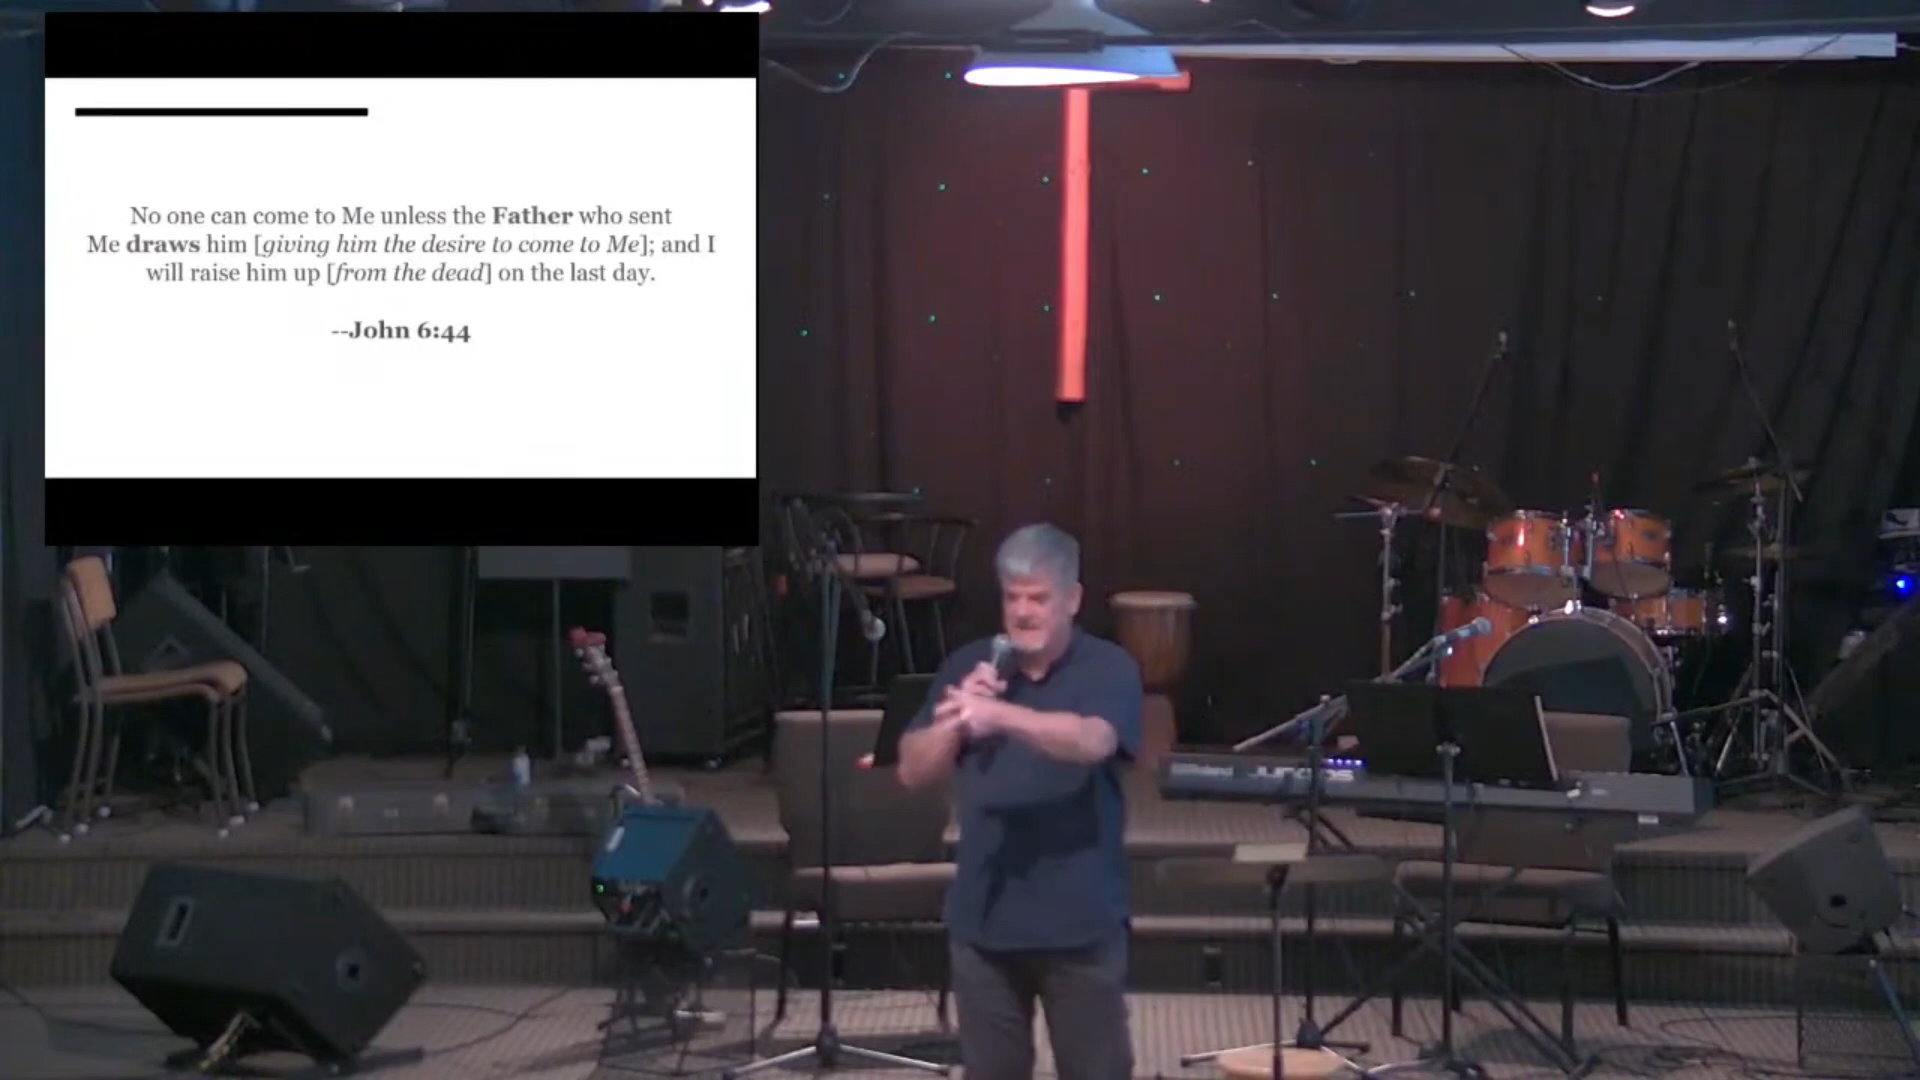 No one can come to Me unless the Father who sent
Me draws him [giving him the desire to come to Me]; and I
will raise him up [from the dead] on the last day.
--John 6:44